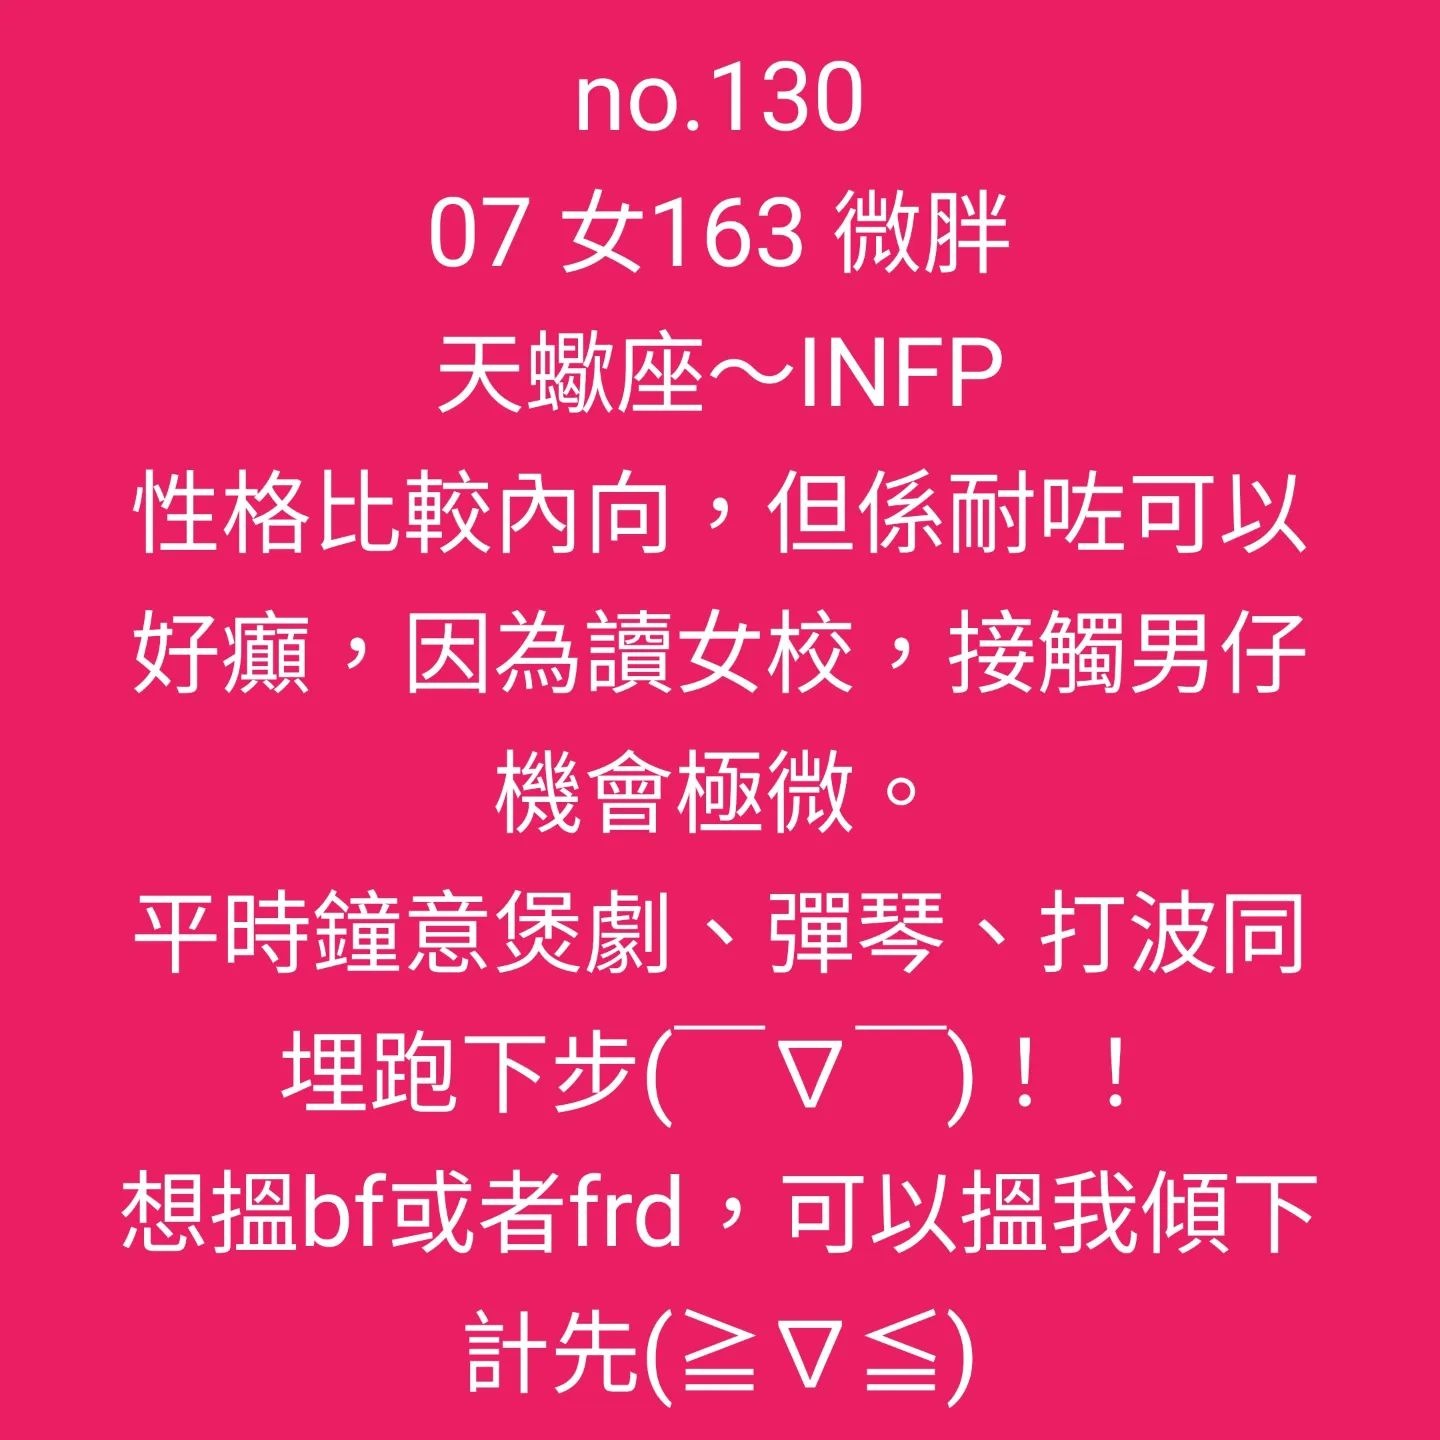 no.130
07 女163 微胖
天蠍座～INFP
性格比較內向，但係耐咗可以
好癲，因為讀女校，接觸男仔
機會極微。
平時鐘意煲劇、彈琴、打波同
埋跑下步(￣∇￣)！！
想搵bf或者frd，可以搵我傾下
計先(≧∇≦)